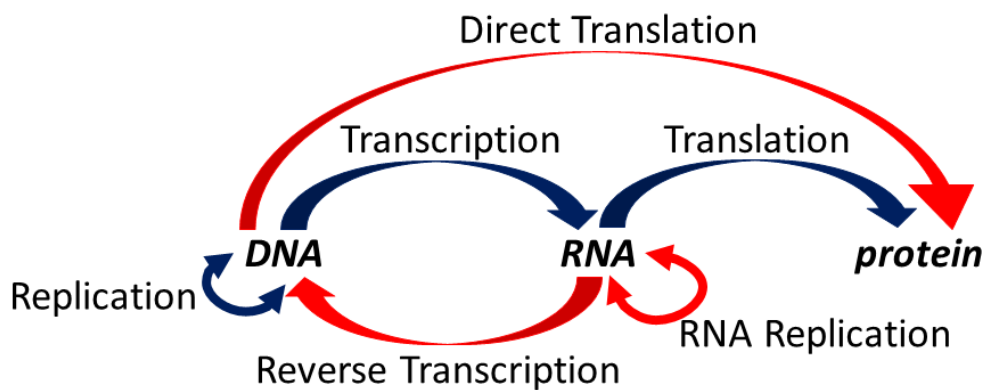 Direct Translation
Transcription
Translation
DNA
RNA
protein
Replication
RNA Replication
Reverse Transcription